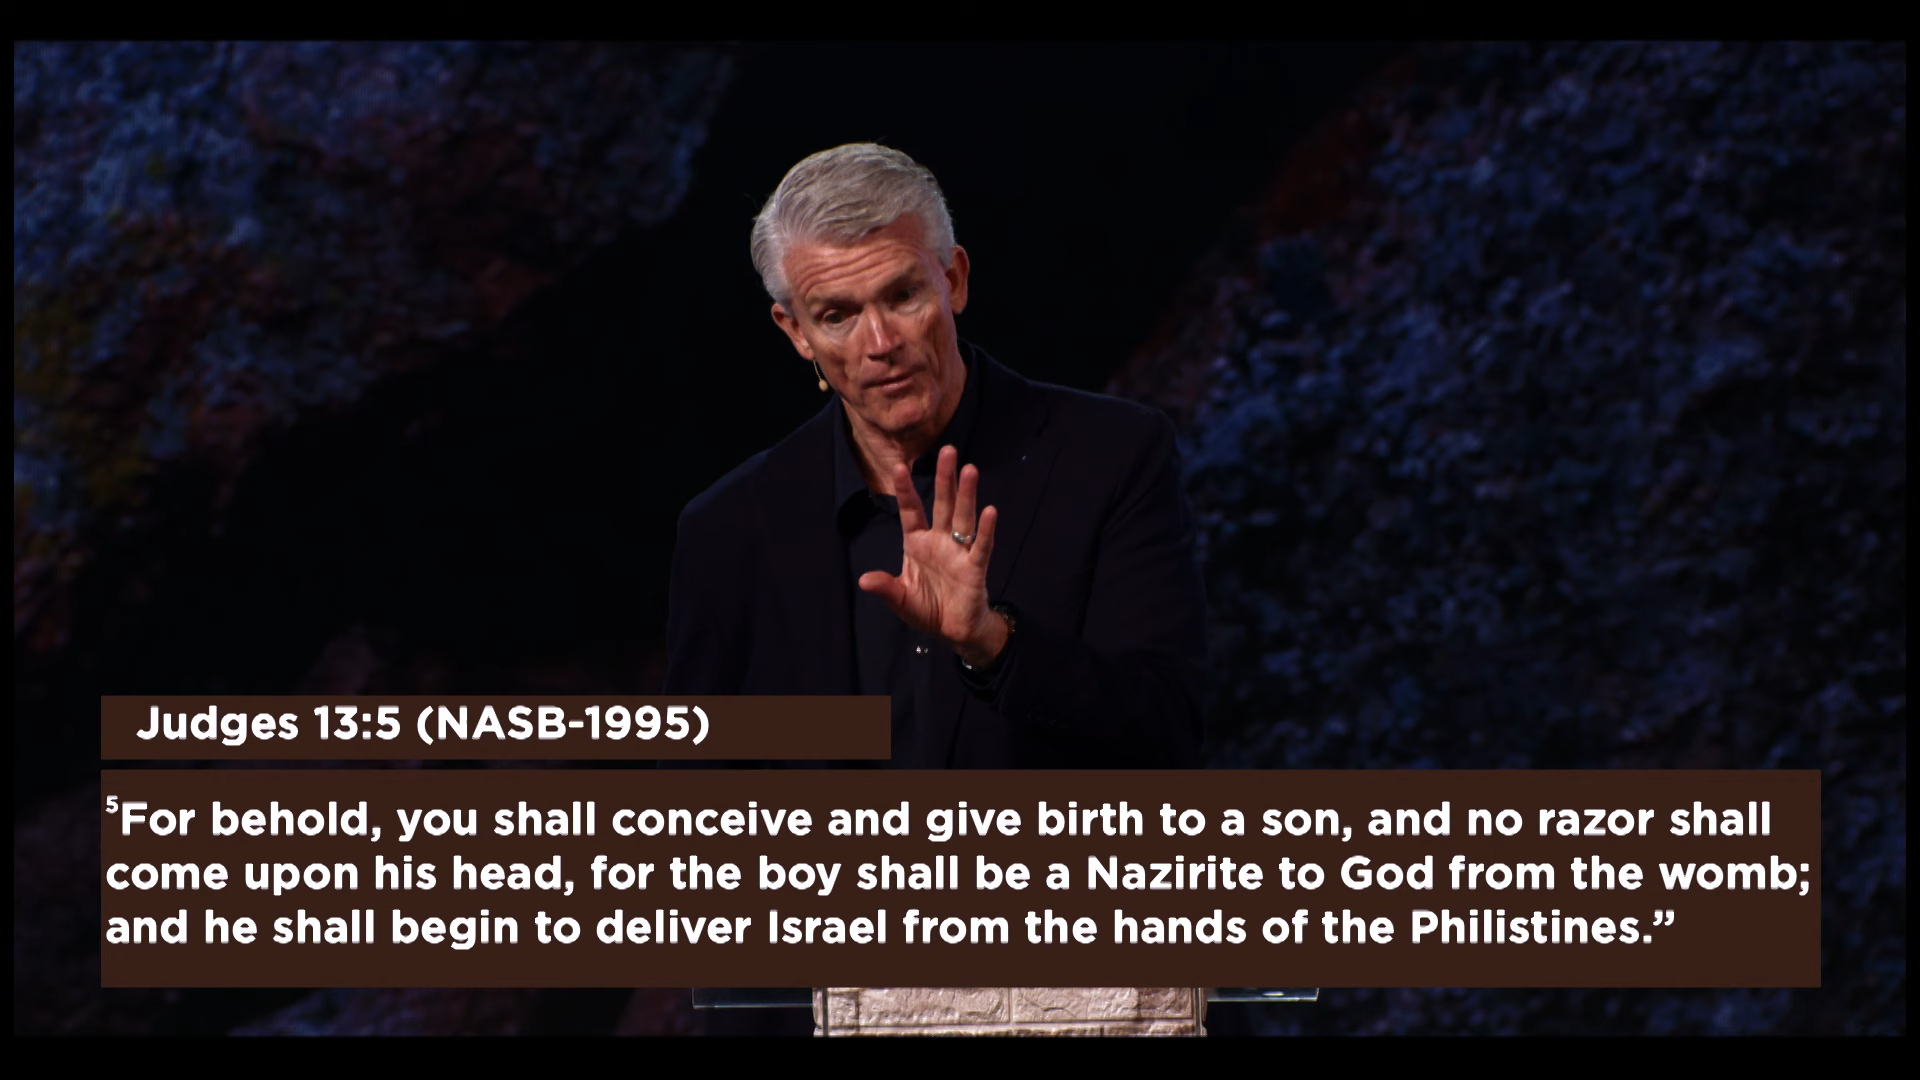 Judges 13:5 (NASB-1995)
⁵For behold, you shall conceive and give birth to a son, and no razor shall
come upon his head, for the boy shall be a Nazirite to God from the womb;
and he shall begin to deliver Israel from the hands of the Philistines.”